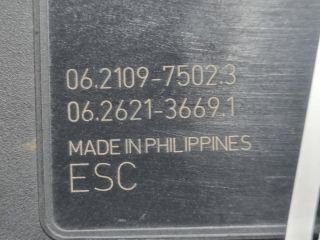 06.2109-7502.3
06.2621-3669.1
MADE IN PHILIPPINES
ESC